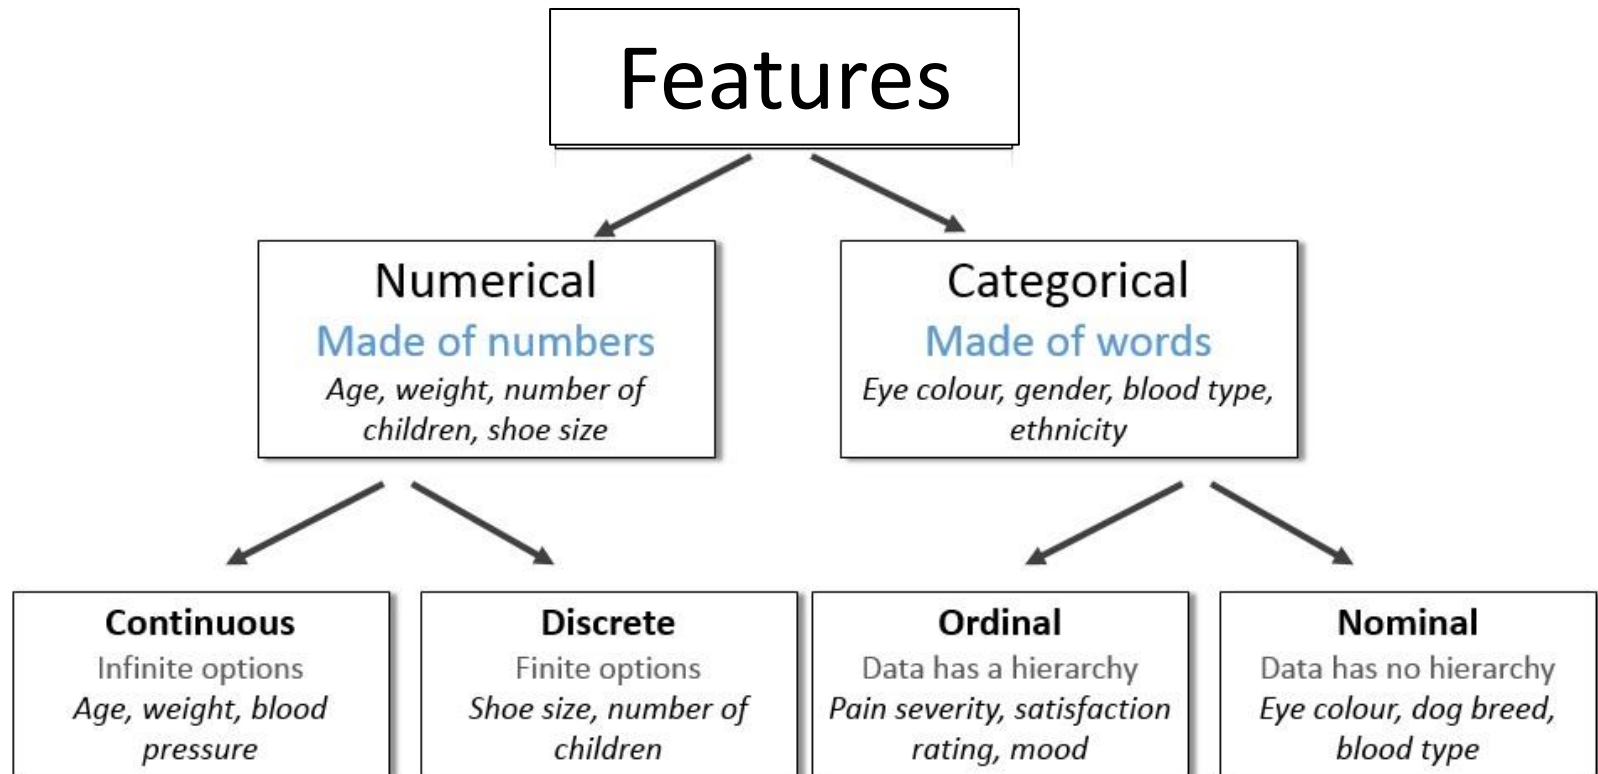 Features
Numerical
Made of numbers
Age, weight, number of
children, shoe size
Categorical
Made of words
Eye colour, gender, blood type,
ethnicity
Continuous
Infinite options
Age, weight, blood
pressure
Discrete
Finite options
Shoe size, number of
children
Ordinal
Data has a hierarchy
Pain severity, satisfaction
rating, mood
Nominal
Data has no hierarchy
Eye colour, dog breed,
blood type